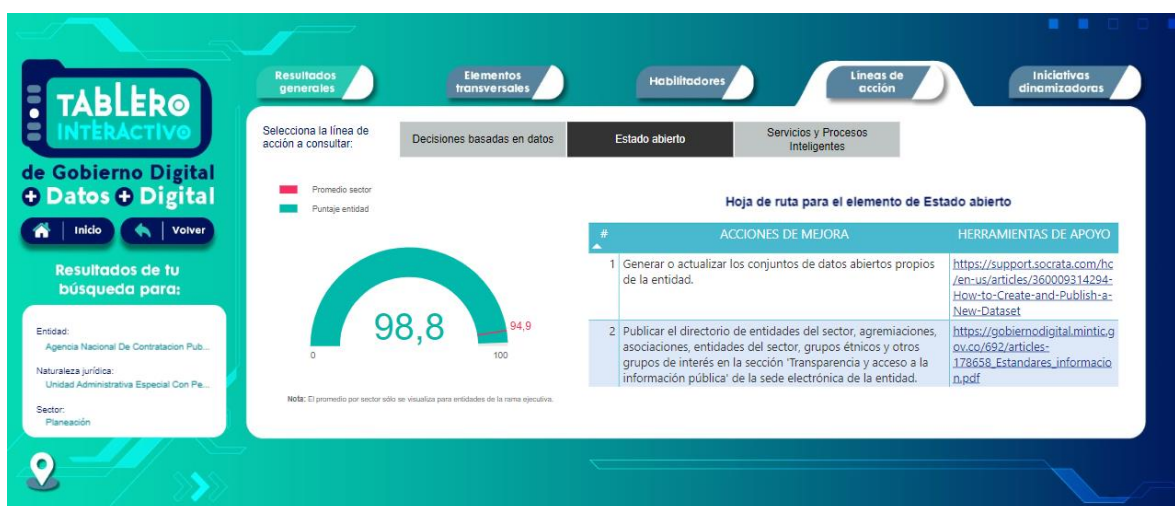 TABLERO
INTERACTIVO
de Gobierno Digital
+ Datos + Digital
Inicio
Volver
Resultados de tu
búsqueda para:
Entidad:
Agencia Nacional De Contratacion Pub...
Naturaleza jurídica:
Unidad Administrativa Especial Con Pe...
Sector:
Planeación
Resultados
generales
Elementos
transversales
Habilitadores
Líneas de
acción
Iniciativas
dinamizadoras
Selecciona la línea de
acción a consultar:
Decisiones basadas en datos
Estado abierto
Servicios y Procesos
Inteligentes
Promedio sector
Puntaje entidad
98,8
94,9
0
100
Nota: El promedio por sector sólo se visualiza para entidades de la rama ejecutiva.
Hoja de ruta para el elemento de Estado abierto
# ACCIONES DE MEJORA HERRAMIENTAS DE APOYO
1 Generar o actualizar los conjuntos de datos abiertos propios
de la entidad.
https://support.socrata.com/hc
/en-us/articles/360009314294-
How-to-Create-and-Publish-a-
New-Dataset
2 Publicar el directorio de entidades del sector, agremiaciones,
asociaciones, entidades del sector, grupos étnicos y otros
grupos de interés en la sección 'Transparencia y acceso a la
información pública' de la sede electrónica de la entidad.
https://gobiernodigital.mintic.g
ov.co/692/articles-
178658_Estandares_informacio
n.pdf